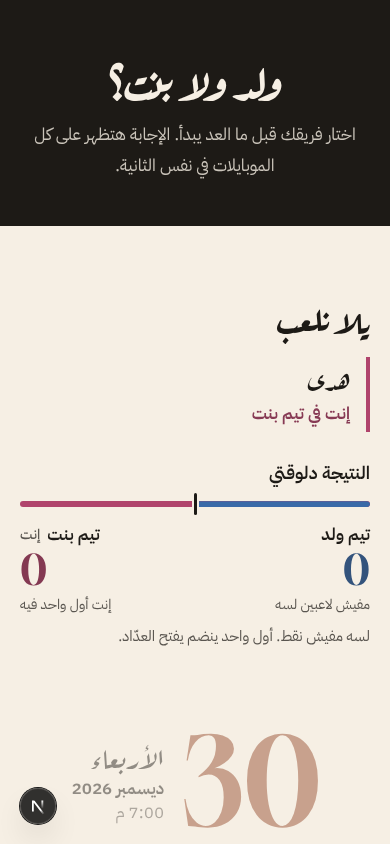 ولد ولا بنت؟
اختار فريقك قبل ما العد يبدأ. الإجابة هتظهر على كل
الموبايلات في نفس الثانية.
يلا نلعب
هدى
إنت في تيم بنت
النتيجة دلوقتي
تيم ولد
تيم بنت إنت
0
0
مفيش لاعبين لسه
إنت أول واحد فيه
لسه مفيش نقط. أول واحد ينضم يفتح العدّاد.
30
الأربعاء
ديسمبر 2026
7:00 م
N